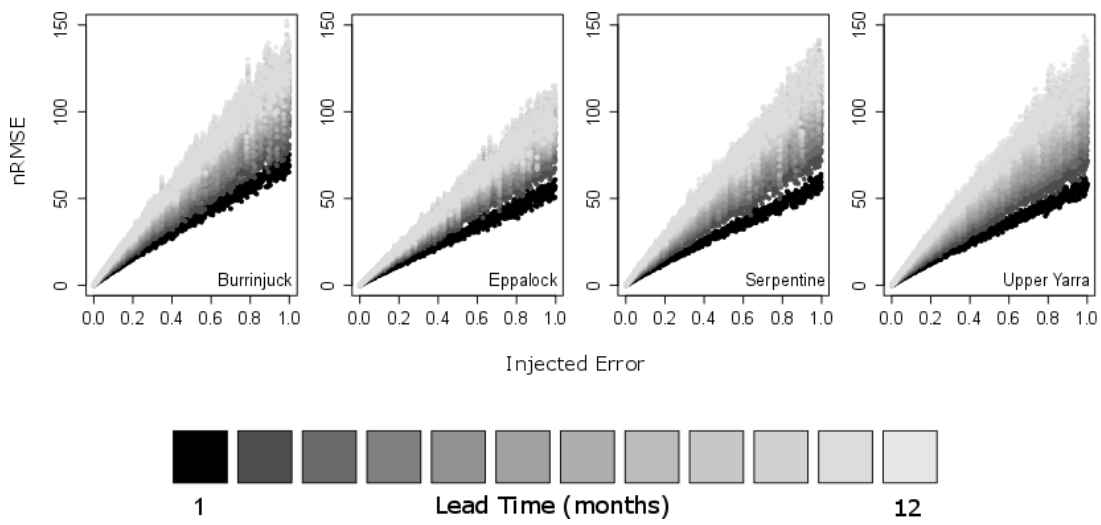 nRMSE
0 50 100 150
0 50 100 150
0 50 100 150
0 50 100 150
Burrinjuck
Eppalock
Serpentine
Upper Yarra
0.0 0.2 0.4 0.6 0.8 1.0
0.0 0.2 0.4 0.6 0.8 1.0
0.0 0.2 0.4 0.6 0.8 1.0
0.0 0.2 0.4 0.6 0.8 1.0
Injected Error
1 Lead Time (months) 12